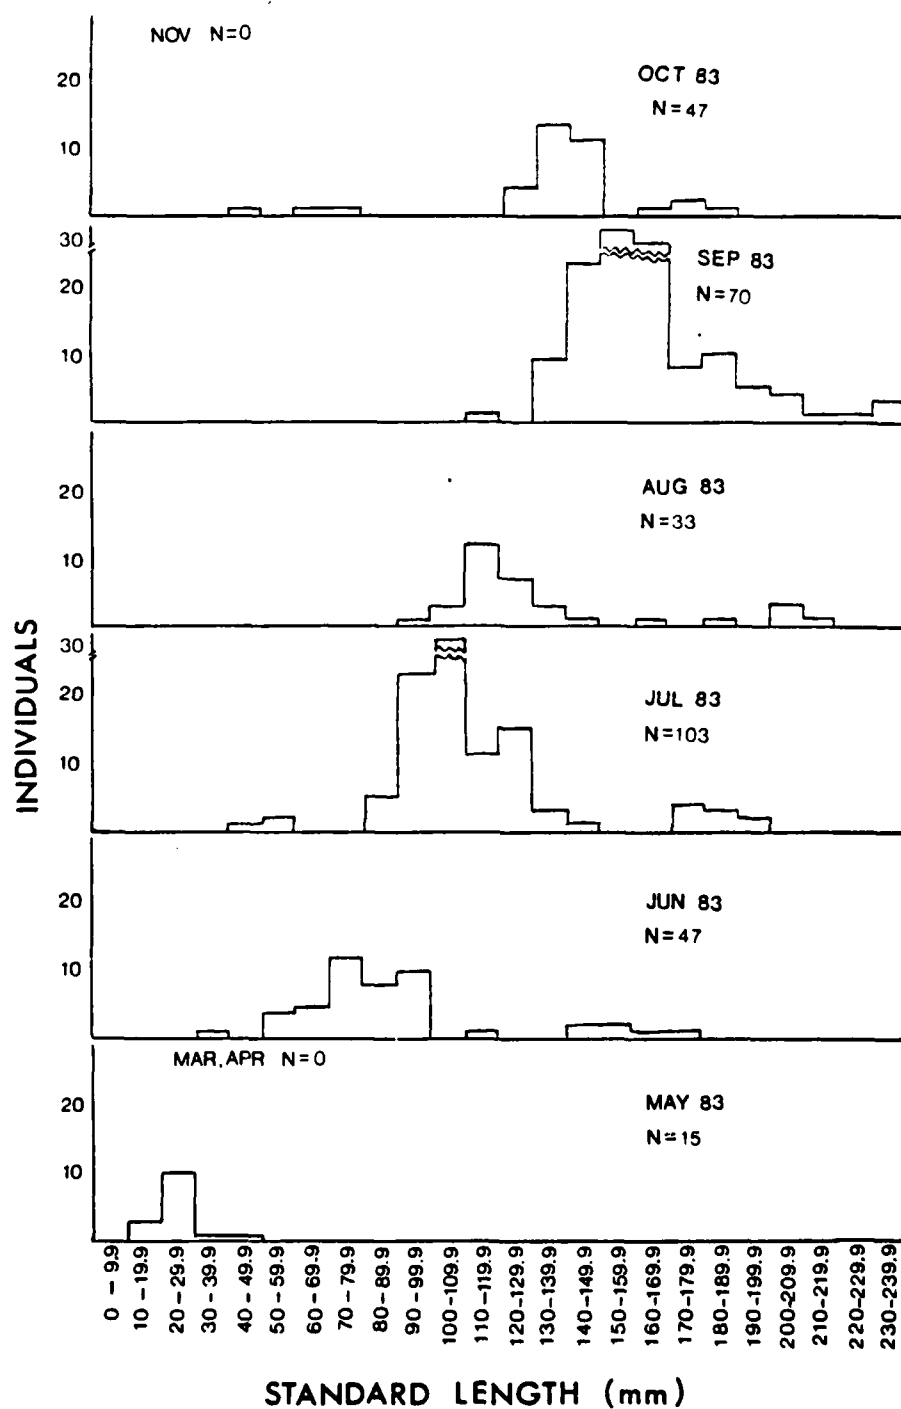 NOV N=0
OCT 83
N=47
20
10
SEP 83
N=70
30
20
10
AUG 83
N=33
20
10
JUL 83
N=103
30
20
10
JUN 83
N=47
20
10
MAR, APR N=0
MAY 83
N=15
20
10
INDIVIDUALS
0-9.9
10-19.9
20-29.9
30-39.9
40-49.9
50-59.9
60-69.9
70-79.9
80-89.9
90-99.9
100-109.9
110-119.9
120-129.9
130-139.9
140-149.9
150-159.9
160-169.9
170-179.9
180-189.9
190-199.9
200-209.9
210-219.9
220-229.9
230-239.9
STANDARD LENGTH (mm)